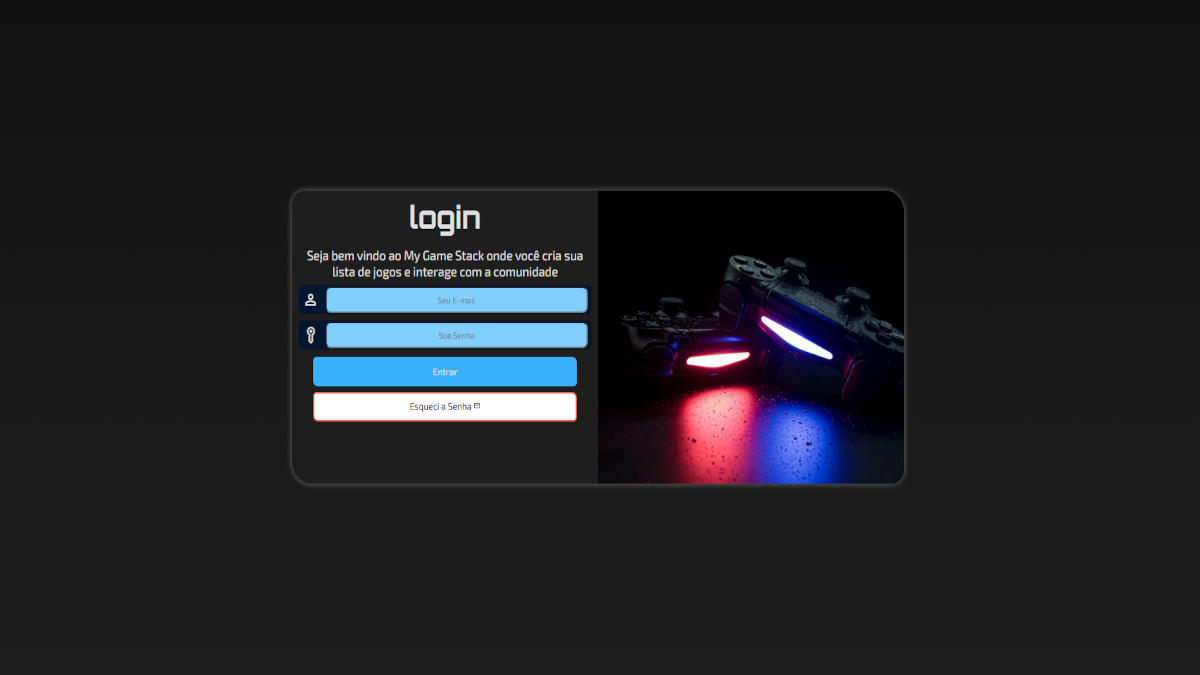 login
Seja bem vindo ao My Game Stack onde você cria sua
lista de jogos e interage com a comunidade
Seu E-mail
Sua Senha
Entrar
Esqueci a Senha